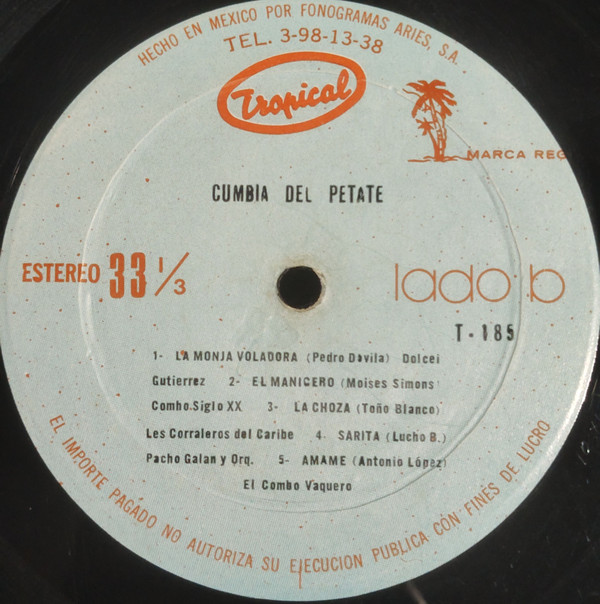 HECHO EN MEXICO POR FONOGRAMAS ARIES, S.A.
TEL. 3-98-13-38
Tropical
MARCA REG
CUMBIA DEL PETATE
ESTEREO 33 1/3
lado b
T-185
1- LA MONJA VOLADORA (Pedro Davila) Dolcei
Gutierrez 2- EL MANICERO (Moises Simons)
Combo Siglo XX 3- LA CHOZA (Toño Blanco)
Les Corraleros del Caribe 4- SARITA (Lucho B.)
Pacho Galan y Orq. 5- AMAME (Antonio López)
El Combo Vaquero
EL IMPORTE PAGADO NO AUTORIZA SU EJECUCION PUBLICA CON FINES DE LUCRO